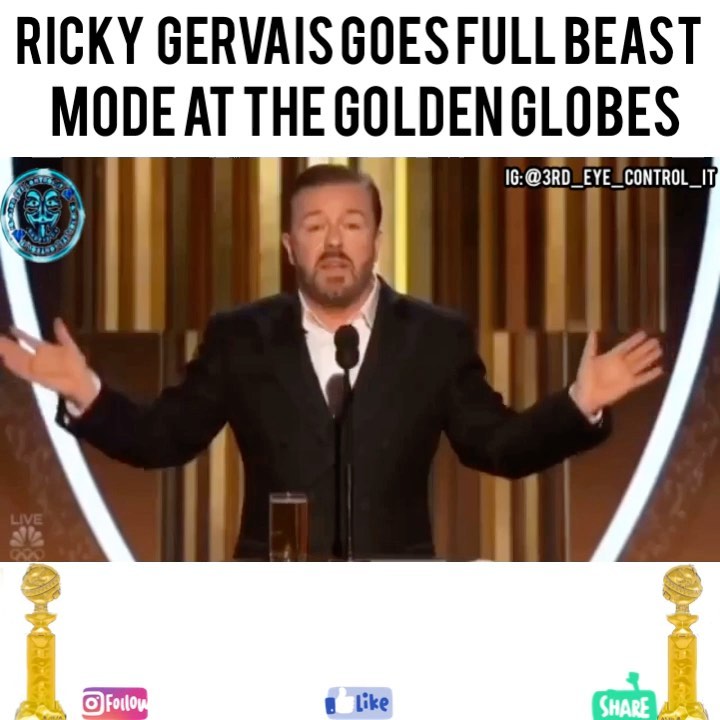 RICKY GERVAIS GOES FULL BEAST
MODE AT THE GOLDEN GLOBES
IG:@3RD_EYE_CONTROL_IT
LIVE
Follow
like
SHARE